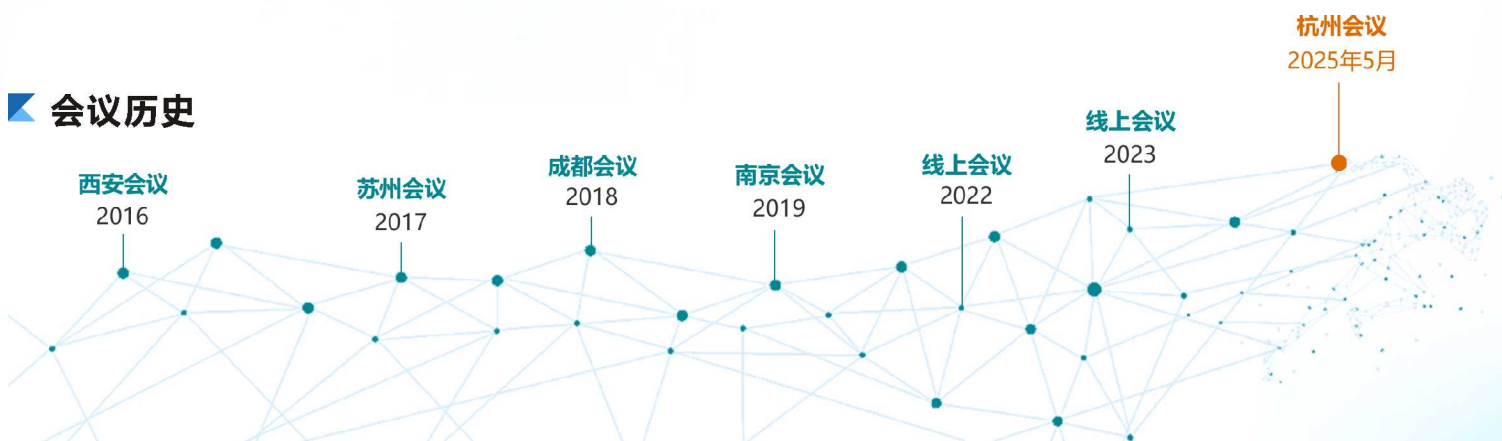 会议历史
西安会议
2016
苏州会议
2017
成都会议
2018
南京会议
2019
线上会议
2022
线上会议
2023
杭州会议
2025年5月